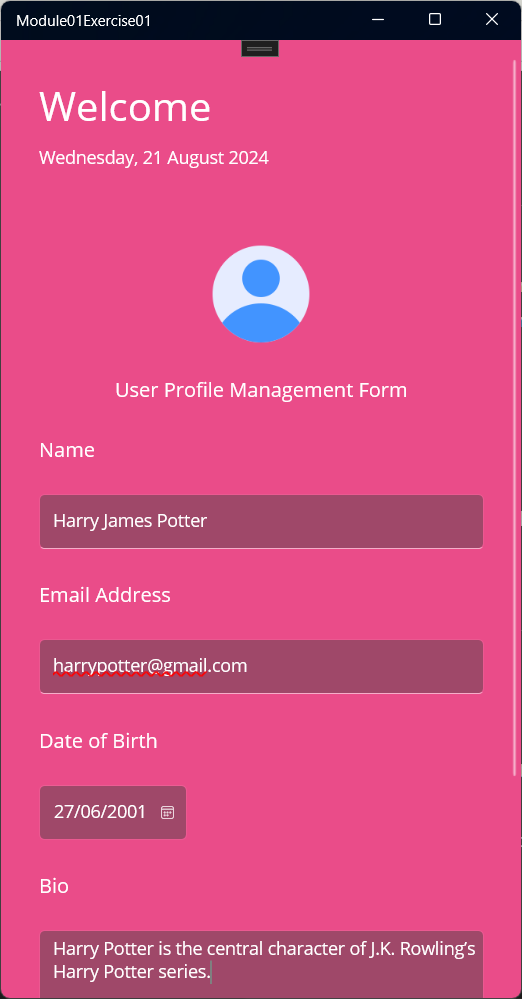 Module01Exercise01
Welcome
Wednesday, 21 August 2024
User Profile Management Form
Name
Harry James Potter
Email Address
harrypotter@gmail.com
Date of Birth
27/06/2001
Bio
Harry Potter is the central character of J.K. Rowling’s
Harry Potter series.